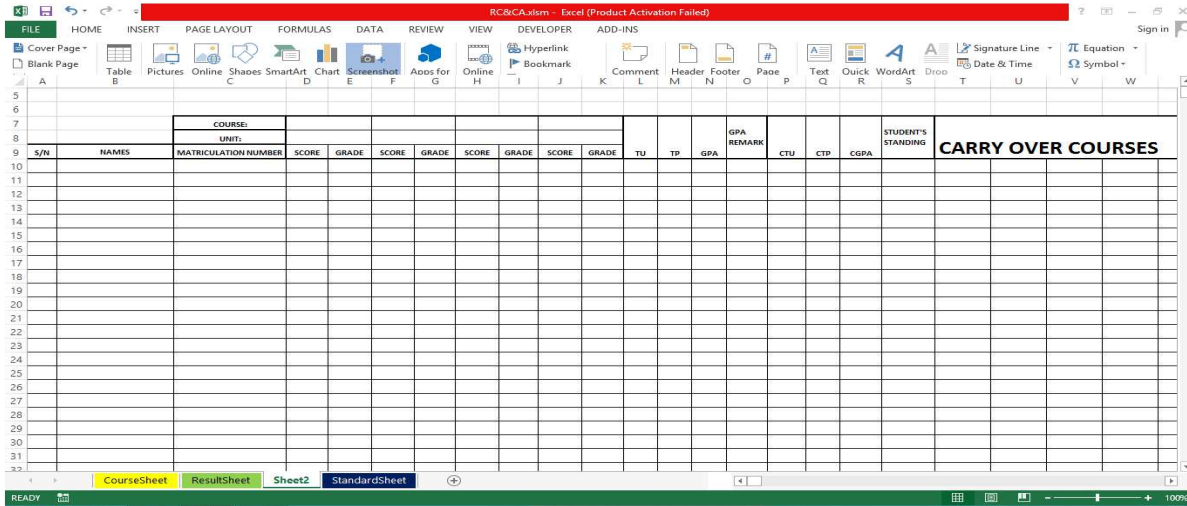 RC&CA.xlsm - Excel (Product Activation Failed)
FILE HOME INSERT PAGE LAYOUT FORMULAS DATA REVIEW VIEW DEVELOPER ADD-INS Sign in
Cover Page Hyperlink Signature Line π Equation
Blank Page Bookmark Date & Time Ω Symbol
Table Pictures Online Shapes SmartArt Chart Screenshot Apps for Online Comment Header Footer Page Text Quick WordArt Drop
A B C D E F G H I J K L M N O P Q R S T U V W
5
6
7 COURSE:
8 UNIT:
GPA REMARK
STUDENT'S STANDING
9 S/N NAMES MATRICULATION NUMBER SCORE GRADE SCORE GRADE SCORE GRADE SCORE GRADE TU TP GPA CTU CTP CGPA CARRY OVER COURSES
10
11
12
13
14
15
16
17
18
19
20
21
22
23
24
25
26
27
28
29
30
31
32
CourseSheet ResultSheet Sheet2 StandardSheet
READY 100%